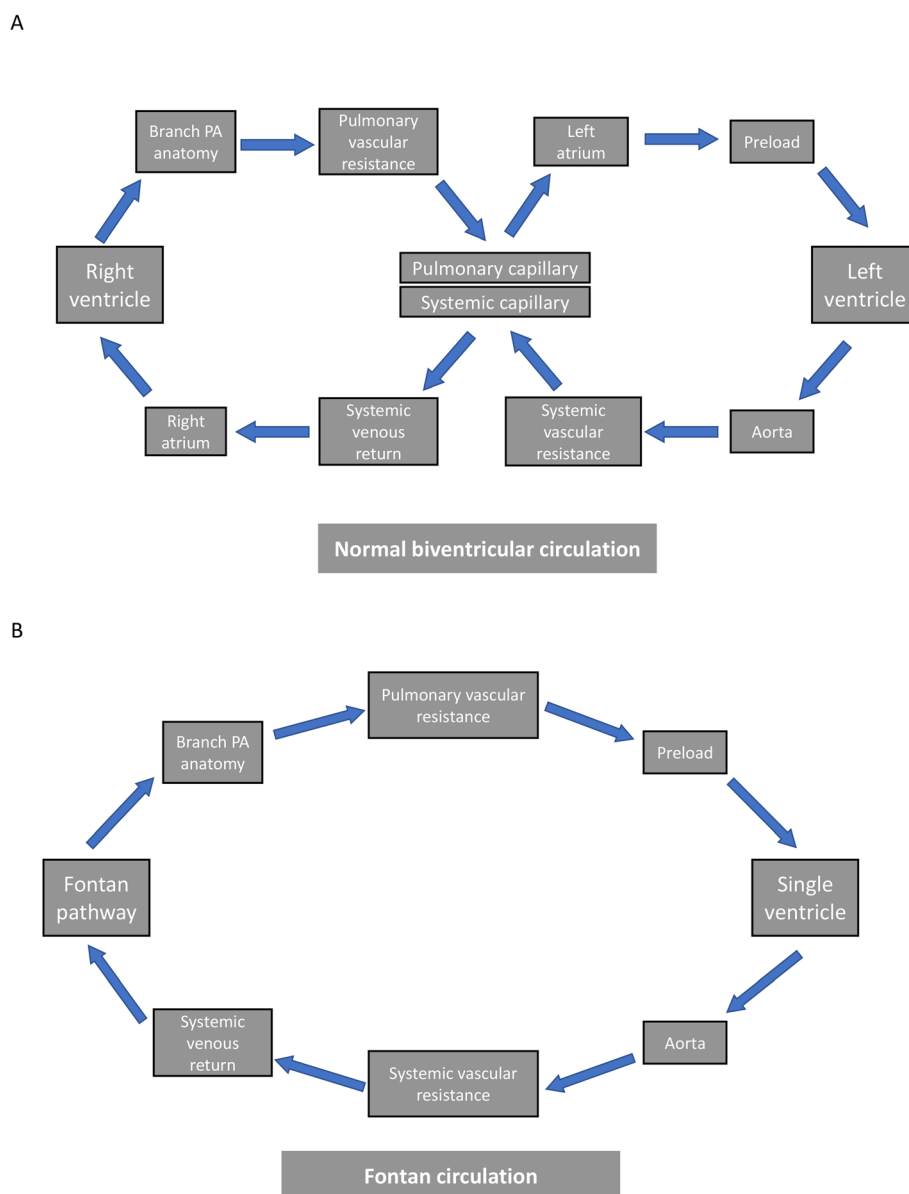 A
Branch PA
anatomy
Pulmonary
vascular
resistance
Left
atrium
Preload
Right
ventricle
Pulmonary capillary
Systemic capillary
Left
ventricle
Right
atrium
Systemic
venous
return
Systemic
vascular
resistance
Aorta
Normal biventricular circulation
B
Pulmonary vascular
resistance
Branch PA
anatomy
Preload
Fontan
pathway
Single
ventricle
Systemic
venous
return
Systemic vascular
resistance
Aorta
Fontan circulation